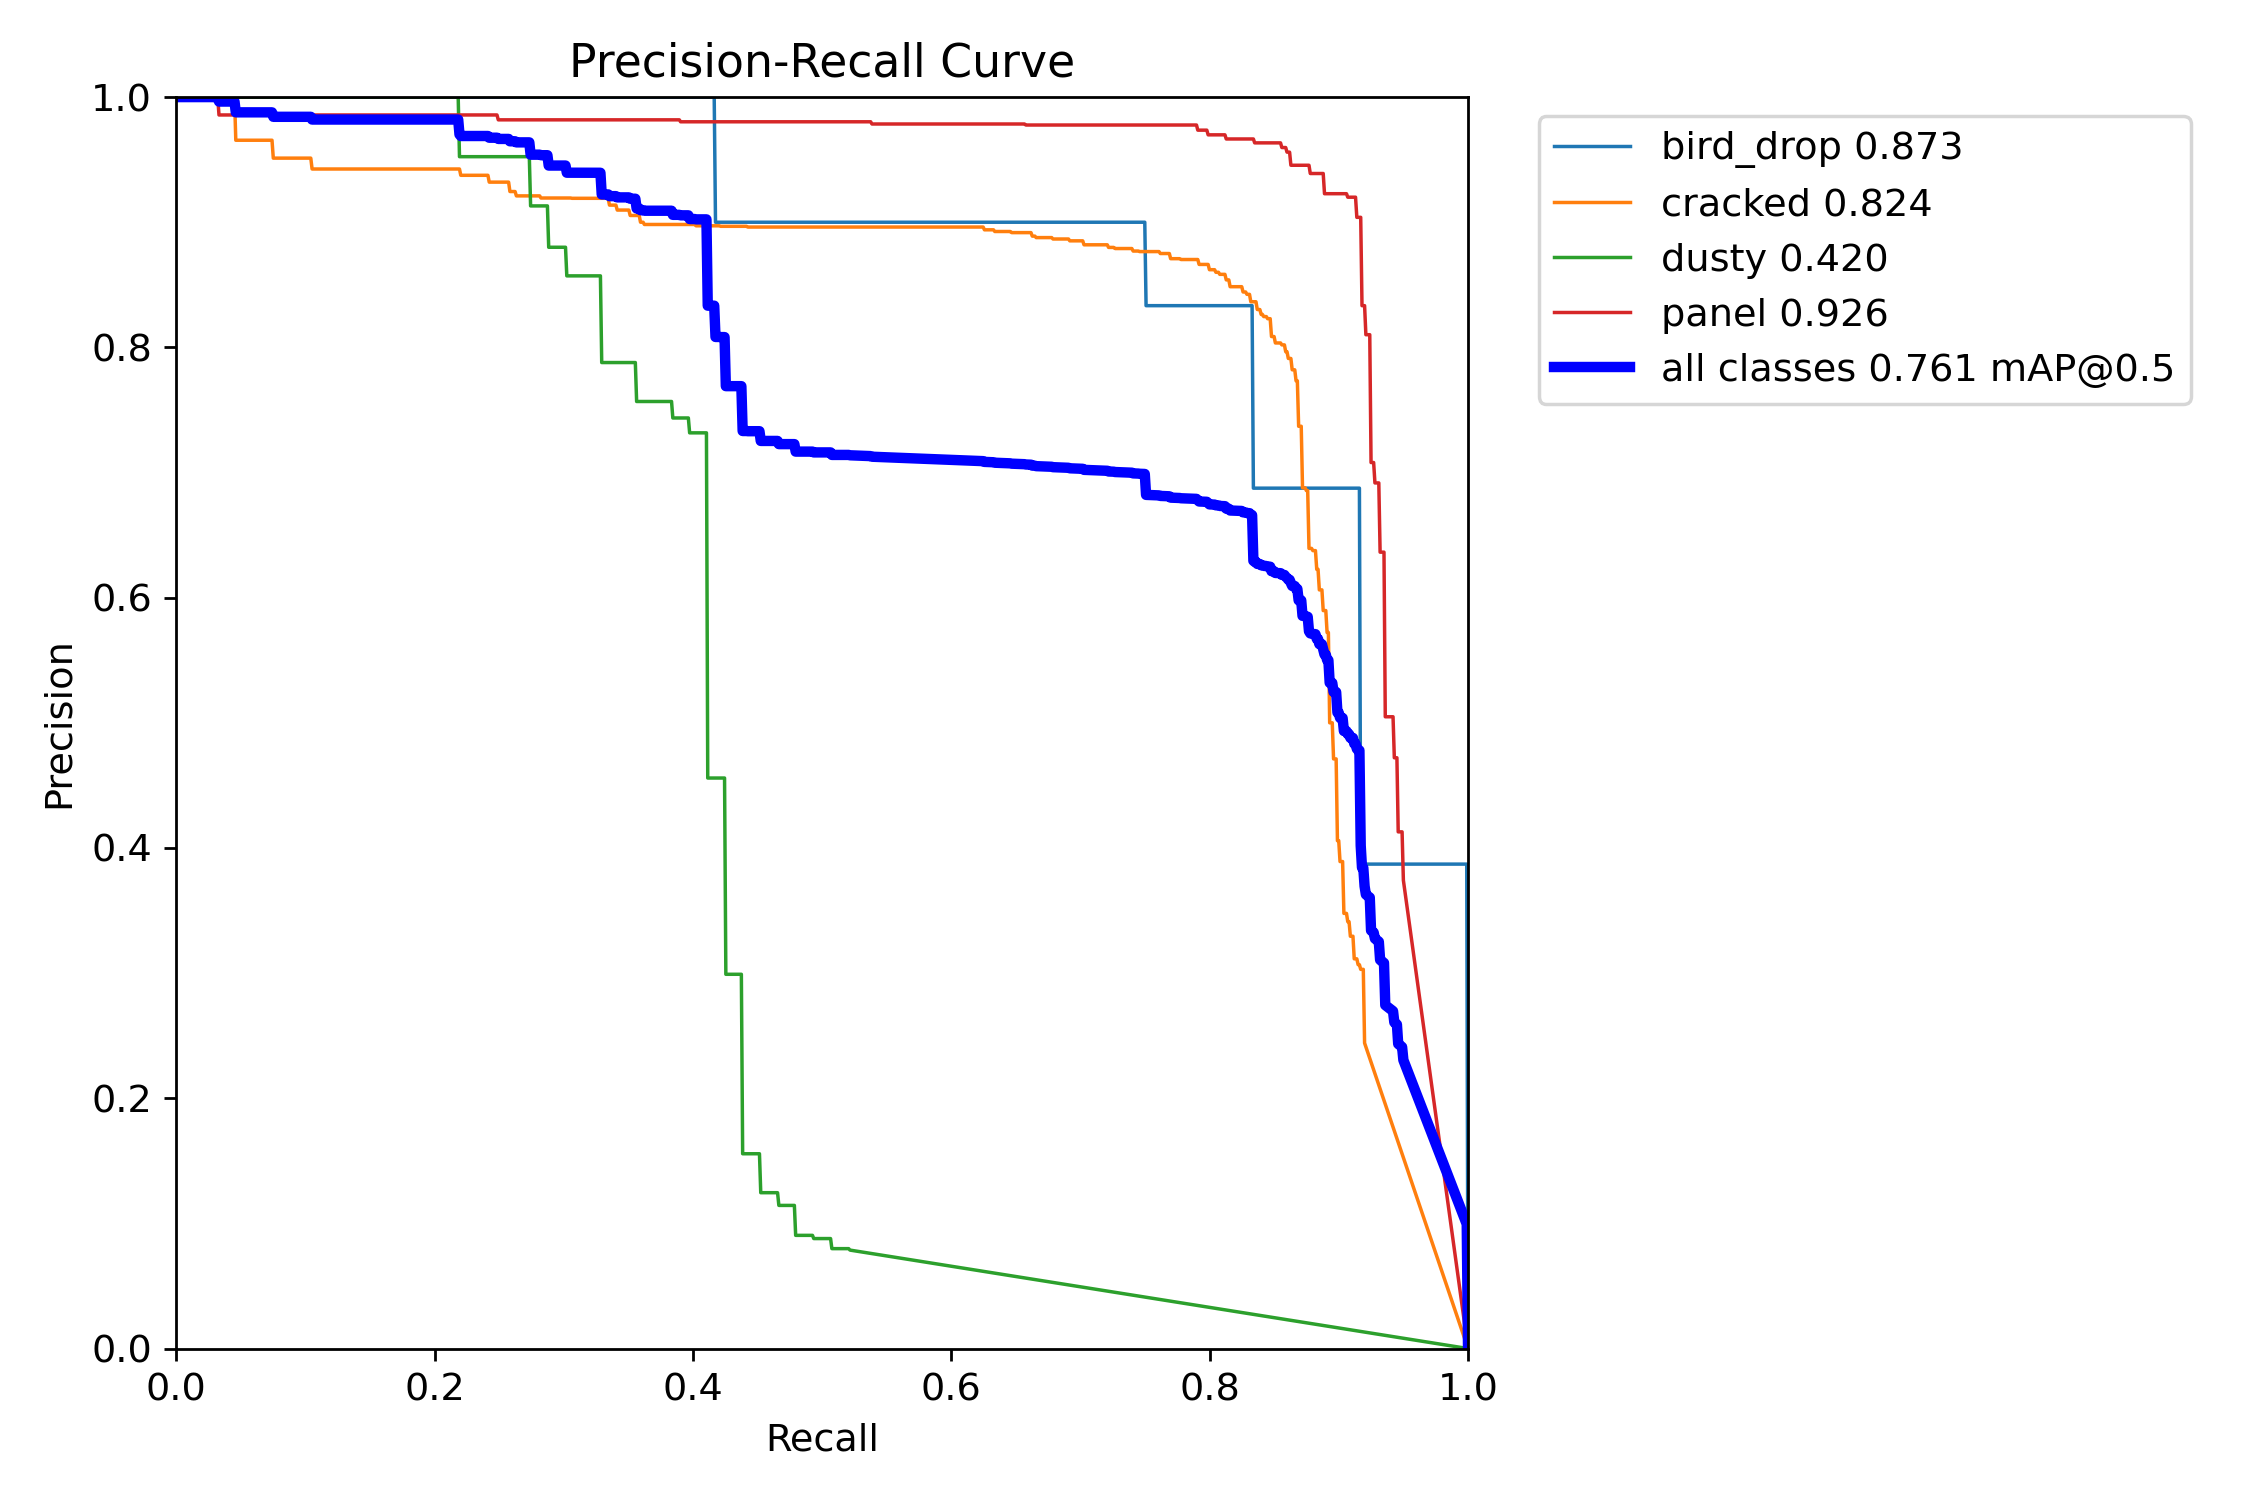 Precision-Recall Curve
1.0
0.8
0.6
0.4
0.2
0.0
Precision
0.0 0.2 0.4 0.6 0.8 1.0
Recall
bird_drop 0.873
cracked 0.824
dusty 0.420
panel 0.926
all classes 0.761 mAP@0.5